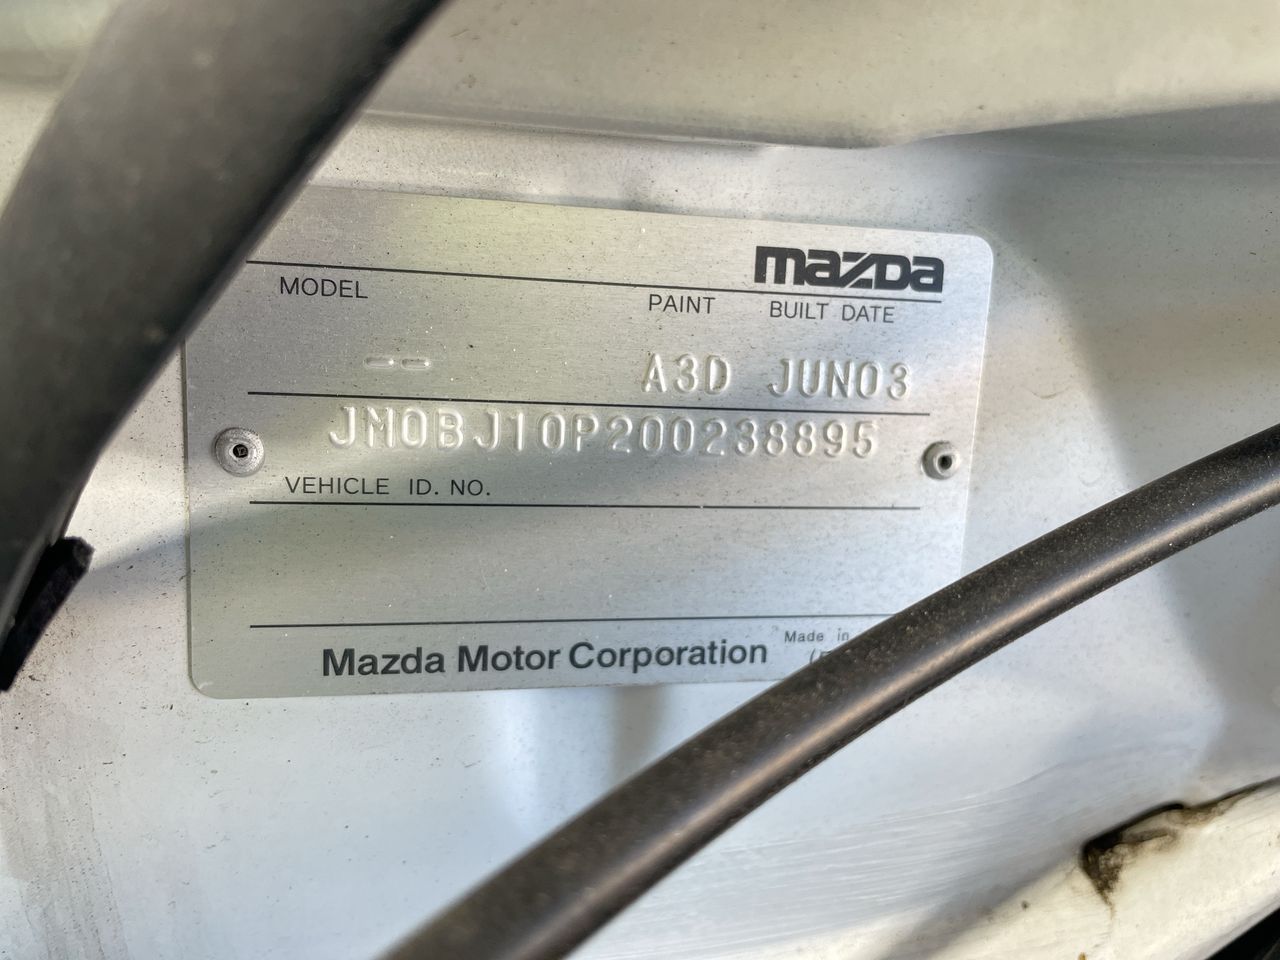 mazda
MODEL PAINT BUILT DATE
-- A3D JUN03
JM0BJ10P200238895
VEHICLE ID. NO.
Made in
Mazda Motor Corporation